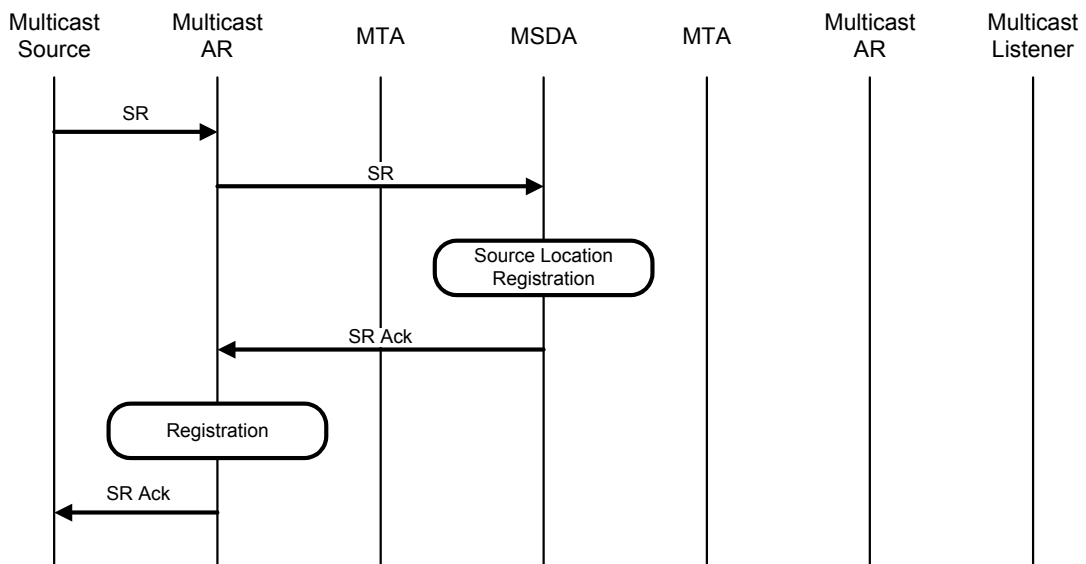 Multicast
Source
Multicast
AR
MTA
MSDA
MTA
Multicast
AR
Multicast
Listener
SR
SR
Source Location
Registration
SR Ack
Registration
SR Ack